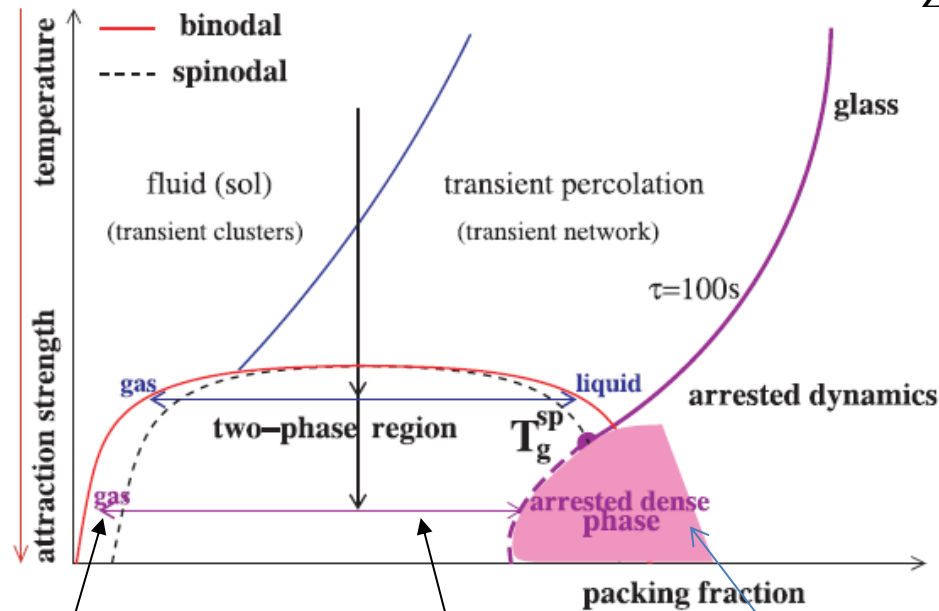 binodal
spinodal
temperature
attraction strength
glass
fluid (sol)
(transient clusters)
transient percolation
(transient network)
τ=100s
gas
liquid
arrested dynamics
two-phase region
T_g^sp
gas
arrested dense
phase
packing fraction